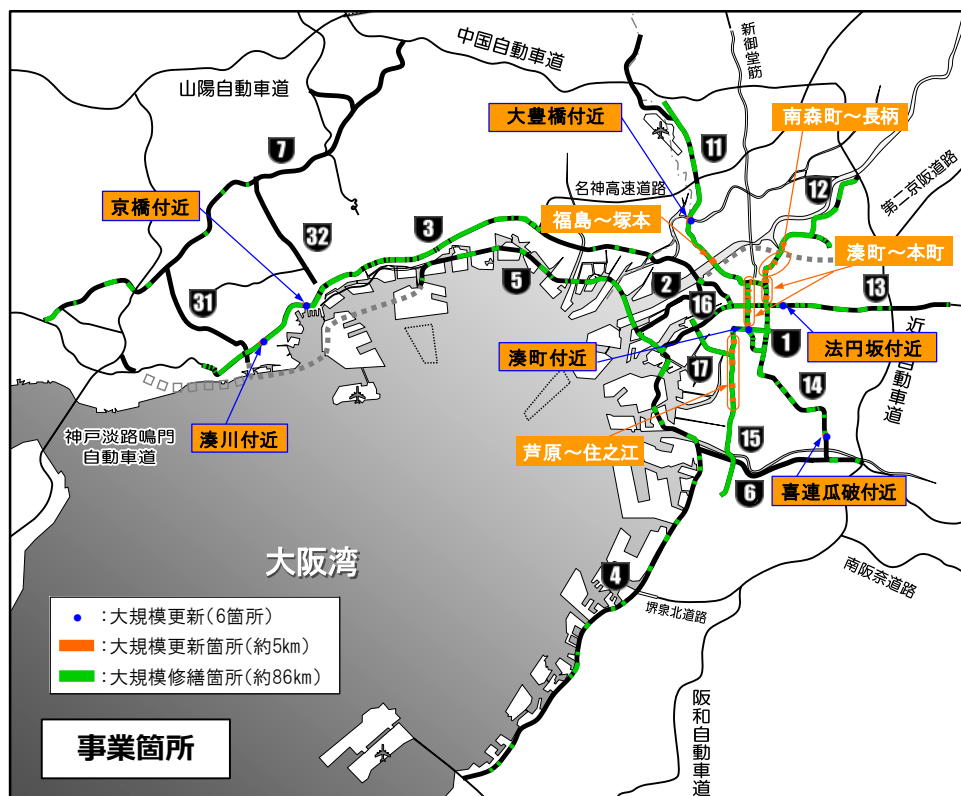 中国自動車道
新御堂筋
山陽自動車道
大豊橋付近
南森町～長柄
7
11
12
名神高速道路
第二京阪道路
京橋付近
福島～塚本
32
3
湊町～本町
5
2
13
31
16
1
近
自動車道
法円坂付近
湊町付近
17
14
神戸淡路鳴門
自動車道
湊川付近
芦原～住之江
15
6
喜連瓜破付近
大阪湾
4
南阪奈道路
堺泉北道路
：大規模更新(6箇所)
：大規模更新箇所(約5km)
：大規模修繕箇所(約86km)
阪和自動車道
事業箇所